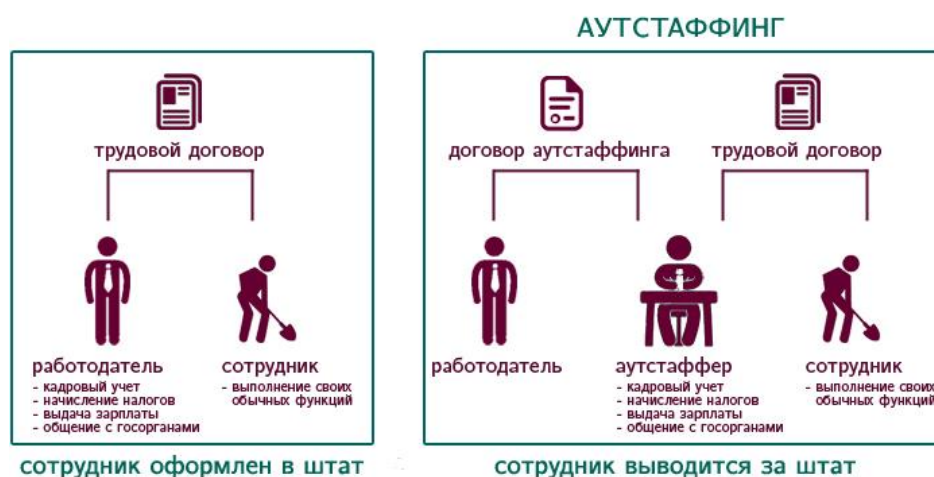 АУТСТАФФИНГ
трудовой договор
работодатель
- кадровый учет
- начисление налогов
- выдача зарплаты
- общение с госорганами
сотрудник
- выполнение своих
обычных функций
сотрудник оформлен в штат
договор аутстаффинга
трудовой договор
работодатель
аутстаффер
- кадровый учет
- начисление налогов
- выдача зарплаты
- общение с госорганами
сотрудник
- выполнение своих
обычных функций
сотрудник выводится за штат